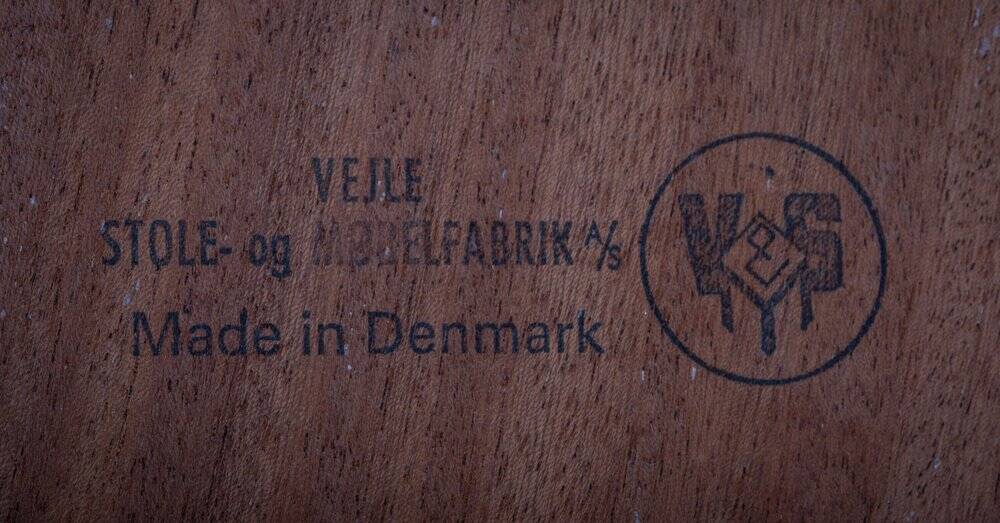 VEJLE
STOLE- og MØBELFABRIK A/S
Made in Denmark
V S